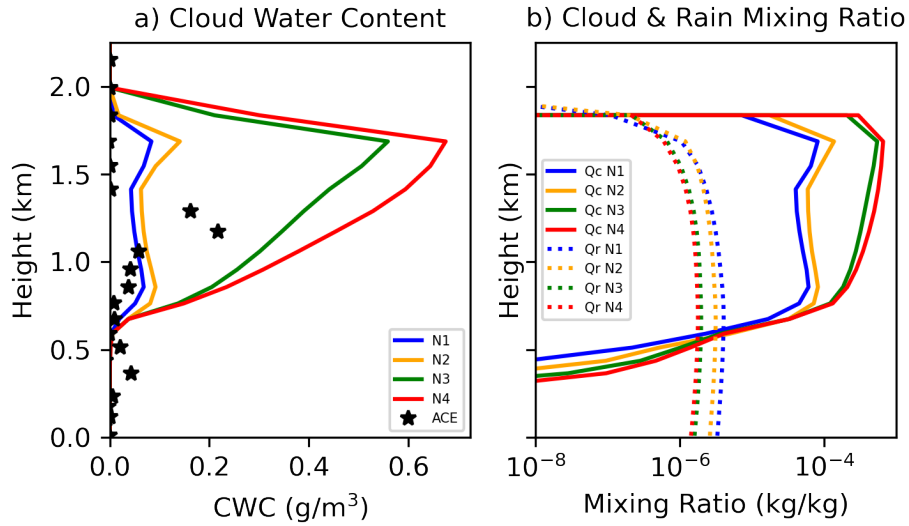 a) Cloud Water Content
b) Cloud & Rain Mixing Ratio
Height (km)
2.0
1.5
1.0
0.5
0.0
N1
N2
N3
N4
ACE
0.0 0.2 0.4 0.6
CWC (g/m³)
Height (km)
Qc N1
Qc N2
Qc N3
Qc N4
Qr N1
Qr N2
Qr N3
Qr N4
10⁻⁸ 10⁻⁶ 10⁻⁴
Mixing Ratio (kg/kg)